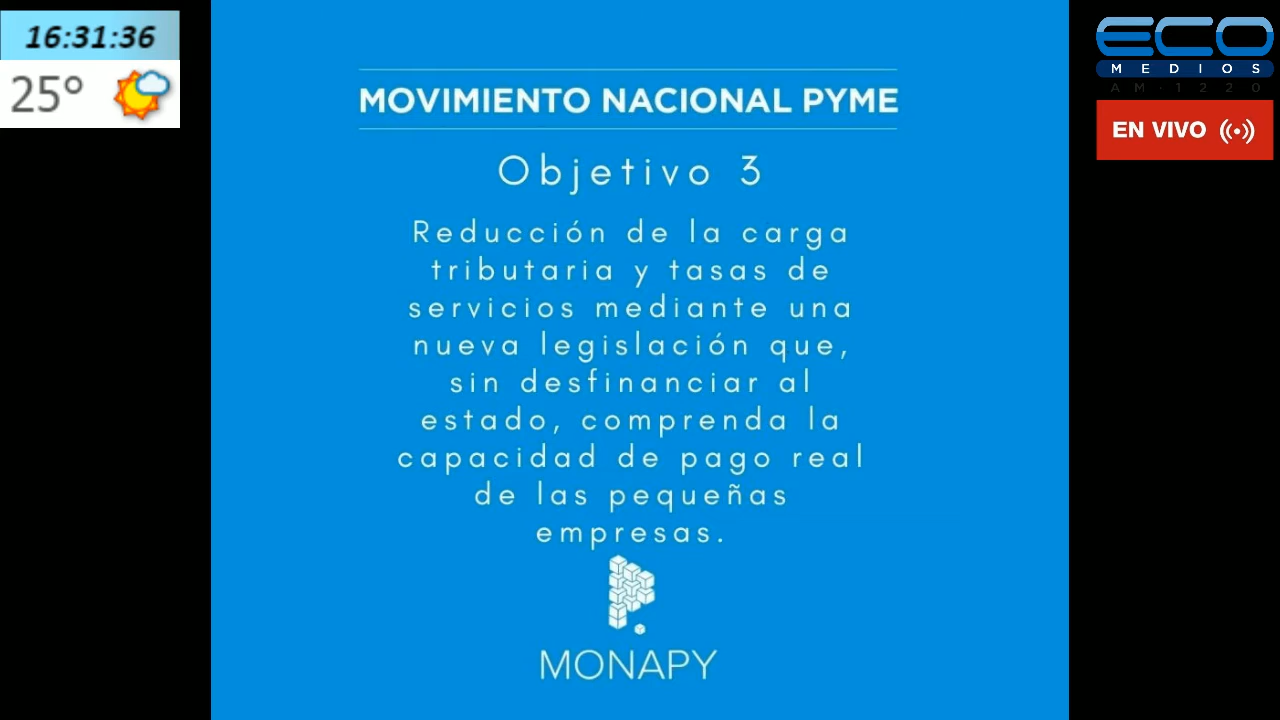 16:31:36
25°
MOVIMIENTO NACIONAL PYME
Objetivo 3
Reducción de la carga
tributaria y tasas de
servicios mediante una
nueva legislación que,
sin desfinanciar al
estado, comprenda la
capacidad de pago real
de las pequeñas
empresas.
MONAPY
ECO
MEDIOS
AM·1220
EN VIVO